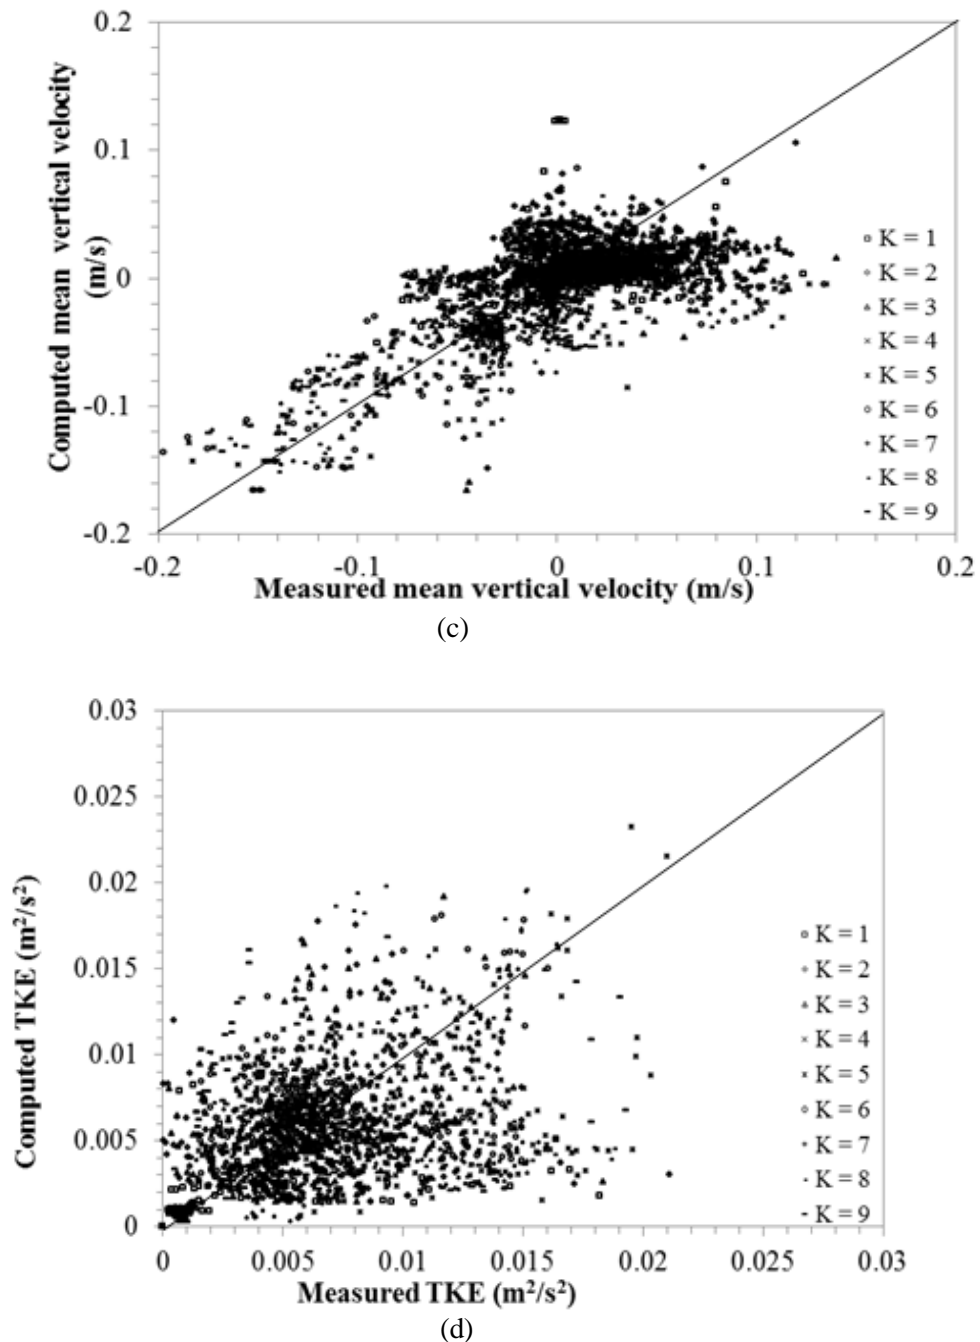 0.2
0.1
0
-0.1
-0.2
Computed mean vertical velocity
(m/s)
K = 1
K = 2
K = 3
K = 4
K = 5
K = 6
K = 7
K = 8
K = 9
-0.2 -0.1 0 0.1 0.2
Measured mean vertical velocity (m/s)
(c)
0.03
0.025
0.02
0.015
0.01
0.005
0
Computed TKE (m²/s²)
K = 1
K = 2
K = 3
K = 4
K = 5
K = 6
K = 7
K = 8
K = 9
0 0.005 0.01 0.015 0.02 0.025 0.03
Measured TKE (m²/s²)
(d)